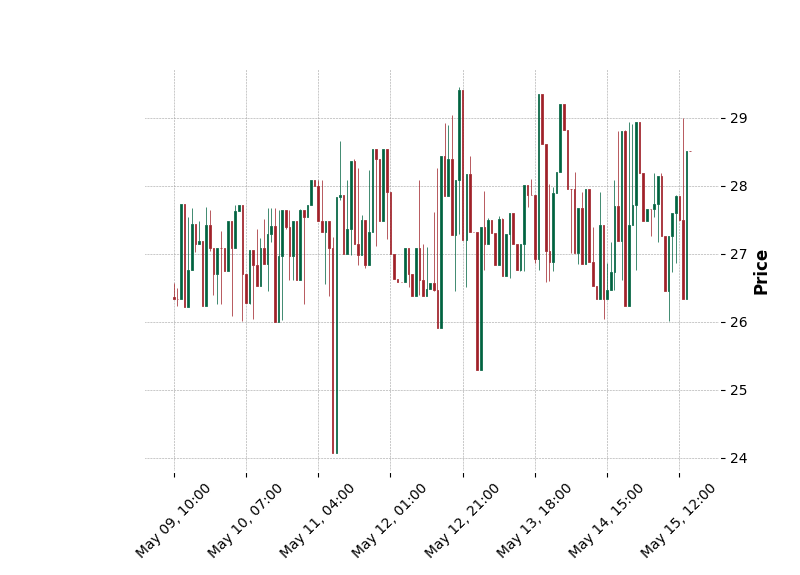 29
28
27
26
25
24
Price
May 09, 10:00
May 10, 07:00
May 11, 04:00
May 12, 01:00
May 12, 21:00
May 13, 18:00
May 14, 15:00
May 15, 12:00